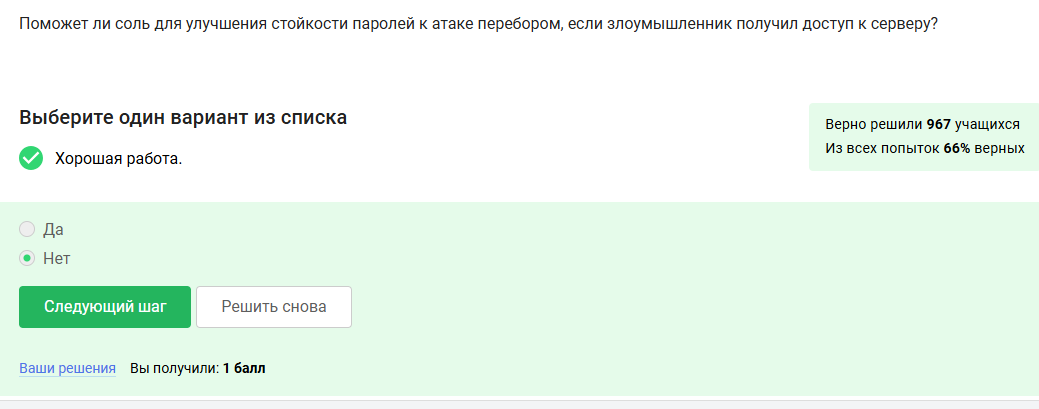 Поможет ли соль для улучшения стойкости паролей к атаке перебором, если злоумышленник получил доступ к серверу?
Выберите один вариант из списка
Верно решили 967 учащихся
Из всех попыток 66% верных
Хорошая работа.
Да
Нет
Следующий шаг
Решить снова
Ваши решения Вы получили: 1 балл